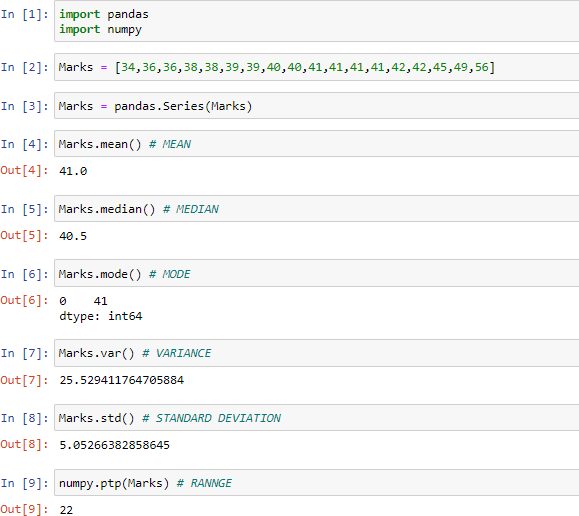 In [1]: import pandas
import numpy
In [2]: Marks = [34,36,36,38,38,39,39,40,40,41,41,41,41,42,42,45,49,56]
In [3]: Marks = pandas.Series(Marks)
In [4]: Marks.mean() # MEAN
Out[4]: 41.0
In [5]: Marks.median() # MEDIAN
Out[5]: 40.5
In [6]: Marks.mode() # MODE
Out[6]: 0    41
dtype: int64
In [7]: Marks.var() # VARIANCE
Out[7]: 25.529411764705884
In [8]: Marks.std() # STANDARD DEVIATION
Out[8]: 5.05266382858645
In [9]: numpy.ptp(Marks) # RANNGE
Out[9]: 22